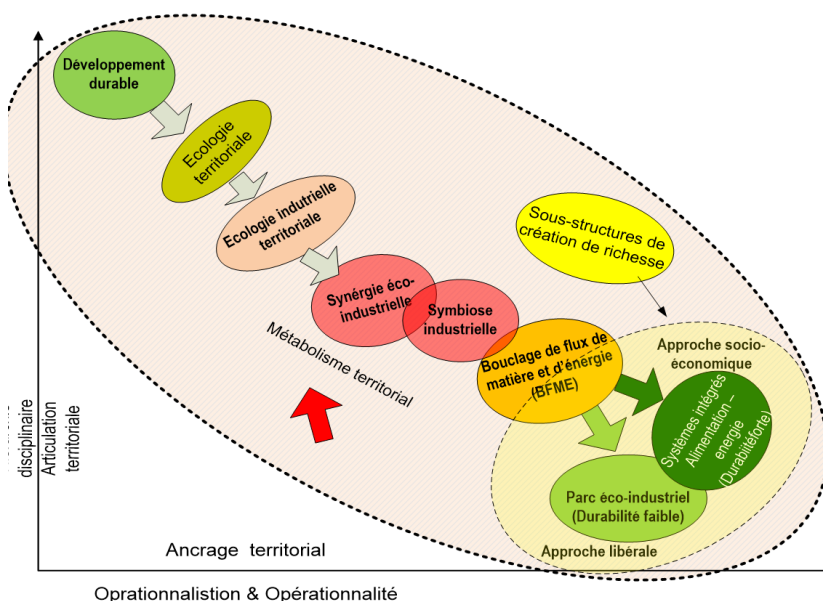 Développement
durable
Ecologie
territoriale
Ecologie indutrielle
territoriale
Sous-structures de
création de richesse
Synérgie éco-
industrielle
Symbiose
industrielle
Métabolisme territorial
Bouclage de flux de
matière et d'énergie
(BFME)
Approche socio-
économique
Systèmes intégrés
Alimentation –
energie
(Durabiitéforte)
Parc éco-industriel
(Durabilité faible)
Approche libérale
disciplinaire
Articulation
territoriale
Ancrage territorial
Oprationnalistion & Opérationnalité